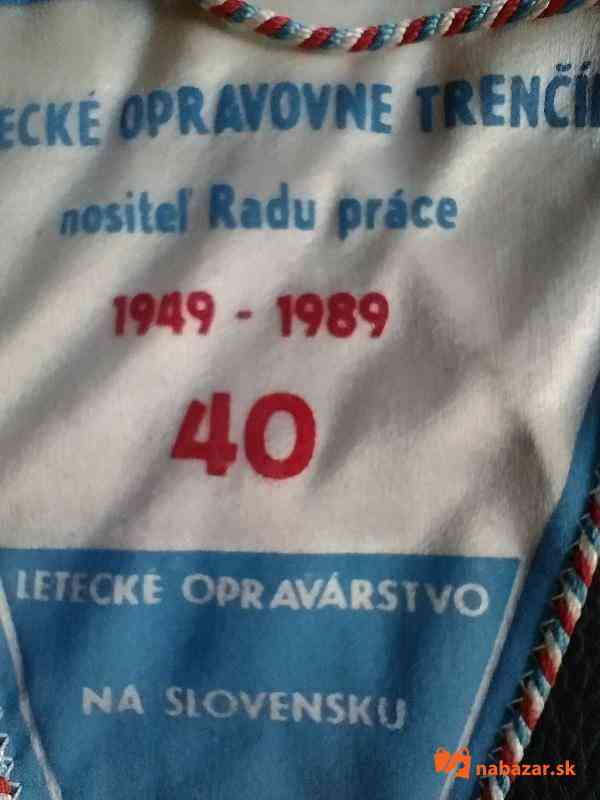 ECKÉ OPRAVOVNE TRENČÍ
nositeľ Radu práce
1949 - 1989
40
LETECKÉ OPRAVÁRSTVO
NA SLOVENSKU
nabazar.sk